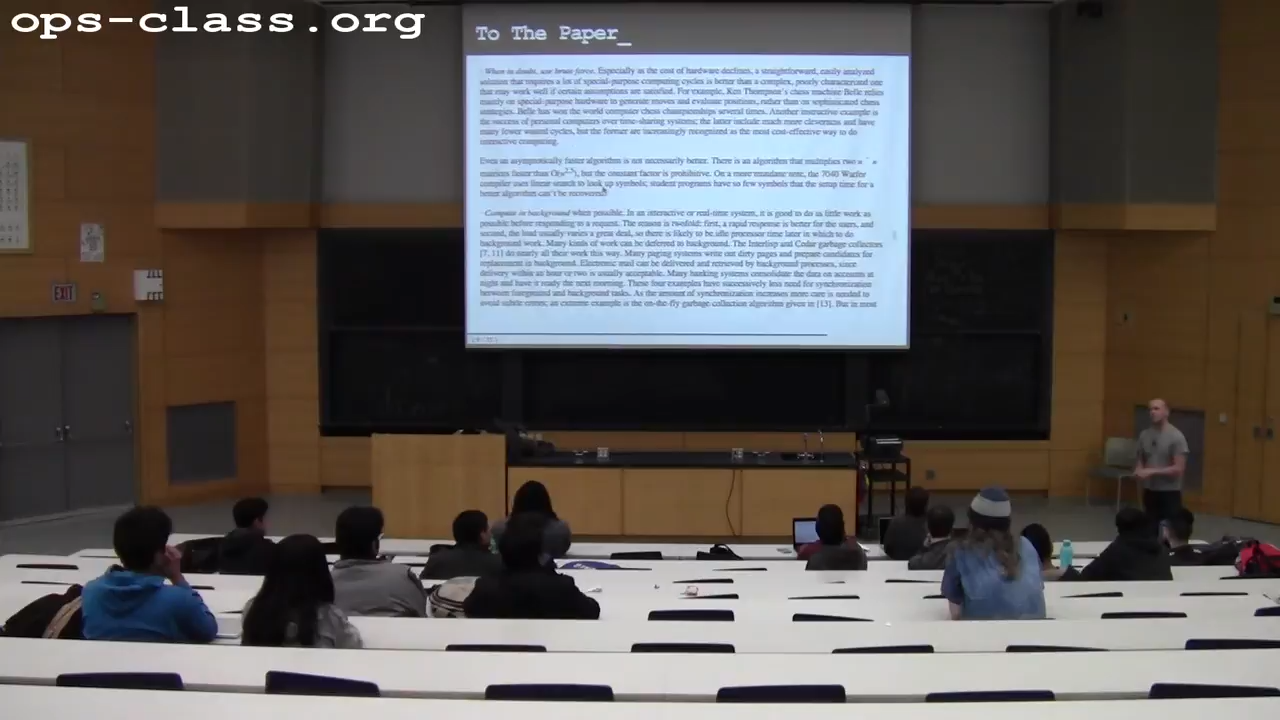 ops-class.org
To The Paper_
When in doubt, use brute force. Especially as the cost of hardware declines, a straightforward, easily analyzed
solution that requires a lot of special-purpose computing cycles is better than a complex, poorly characterized one
that may work well if certain assumptions are satisfied. For example, Ken Thompson's chess machine Belle relies
mainly on special-purpose hardware to generate moves and evaluate positions, rather than on sophisticated chess
strategies. Belle has won the world computer chess championships several times. Another instructive example is
the success of personal computers over time-sharing systems; the latter include much more cleverness and have
many fewer wasted cycles, but the former are increasingly recognized as the most cost-effective way to do
interactive computing.
Even an asymptotically faster algorithm is not necessarily better. There is an algorithm that multiplies two
matrices faster than but the constant factor is prohibitive. On a more mundane note, the 7040 Watfor
compiler uses linear search to look up symbols; student programs have so few symbols that the setup time for a
better algorithm can't be recovered.
Compute in background when possible. In an interactive or real-time system, it is good to do as little work as
possible before responding to a request. The reason is twofold: first, a rapid response is better for the users, and
second, the load usually varies a great deal, so there is likely to be idle processor time later in which to do
background work. Many kinds of work can be deferred to background. The Interlisp and Cedar garbage collectors
[7, 11] do nearly all their work this way. Many paging systems write out dirty pages and prepare candidates for
replacement in background. Electronic mail can be delivered and retrieved by background processes, since
delivery within an hour or two is usually acceptable. Many banking systems consolidate the data on accounts at
night and have it ready the next morning. These four examples have successively less need for synchronization
between foreground and background tasks. As the amount of synchronization increases more care is needed to
avoid subtle errors; an extreme example is the on-the-fly garbage collection algorithm given in [13]. But in most
EXIT